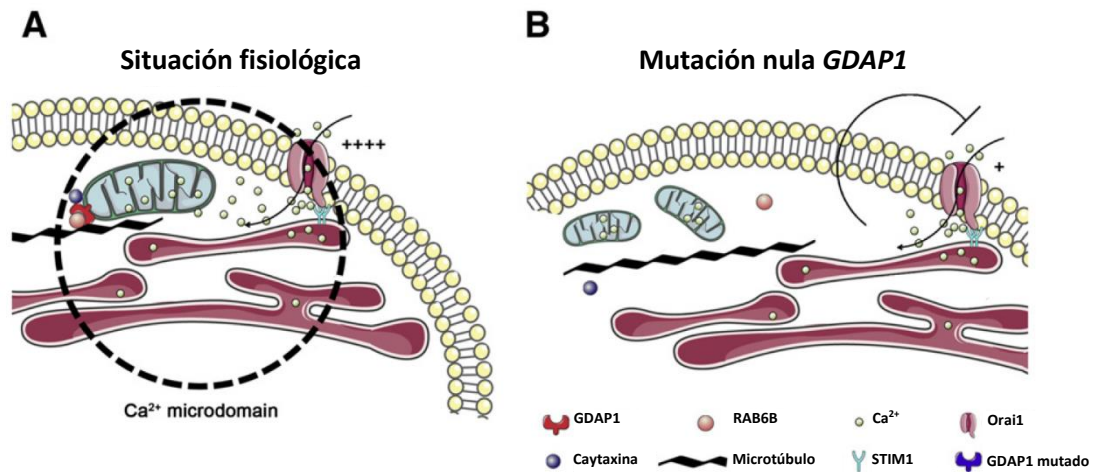 A
Situación fisiológica
++++
Ca²⁺ microdomain
B
Mutación nula GDAP1
+
GDAP1
RAB6B
Ca²⁺
Orai1
Caytaxina
Microtúbulo
STIM1
GDAP1 mutado